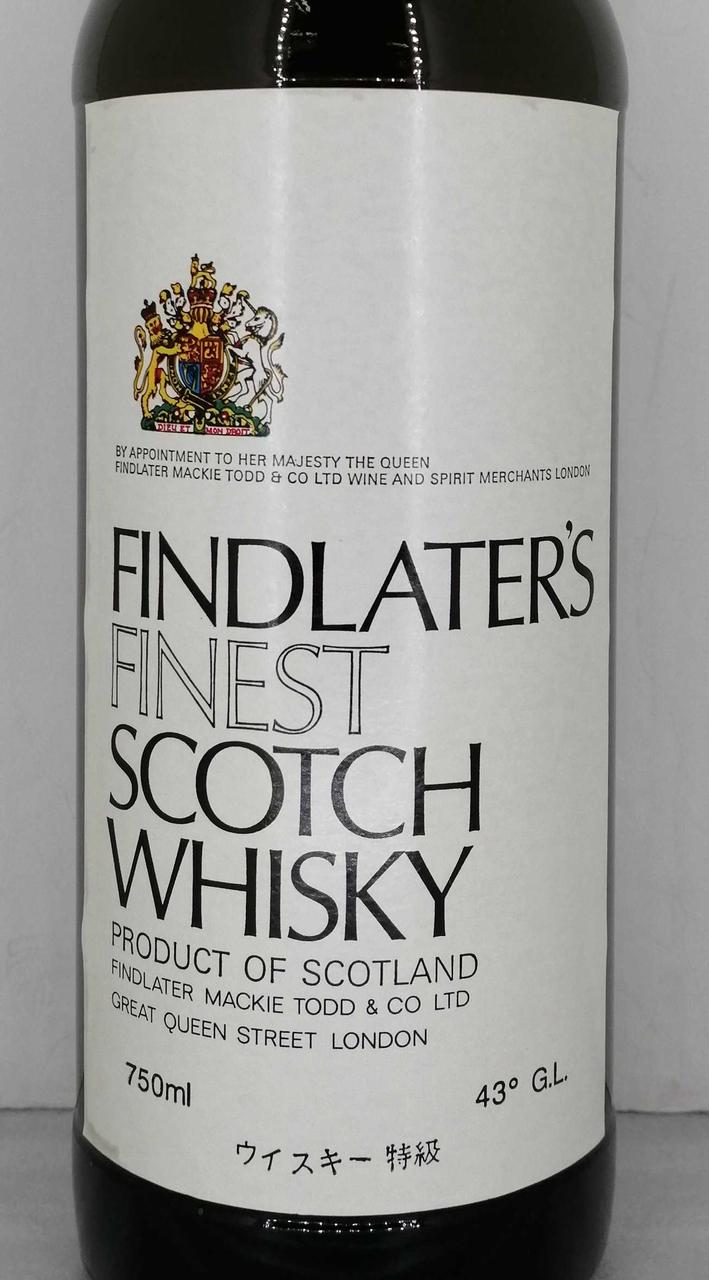 DIEU ET MON DROIT
BY APPOINTMENT TO HER MAJESTY THE QUEEN
FINDLATER MACKIE TODD & CO LTD WINE AND SPIRIT MERCHANTS LONDON
FINDLATER'S
FINEST
SCOTCH
WHISKY
PRODUCT OF SCOTLAND
FINDLATER MACKIE TODD & CO LTD
GREAT QUEEN STREET LONDON
750ml 43° G.L.
ウイスキー特級